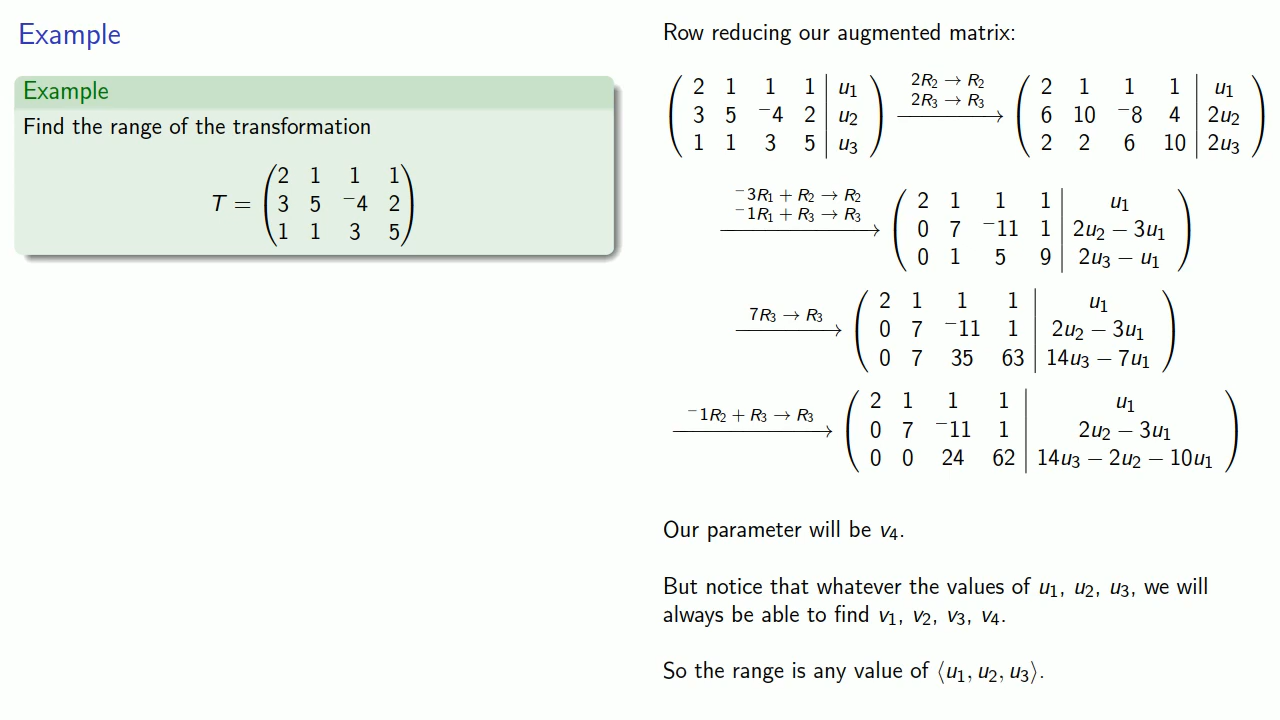 Example
Example
Find the range of the transformation
T = (2 1 1 1
3 5 ⁻4 2
1 1 3 5)
Row reducing our augmented matrix:
2R₂ → R₂
2R₃ → R₃
(2 1 1 1 | u₁
3 5 ⁻4 2 | u₂
1 1 3 5 | u₃)
(2 1 1 1 | u₁
6 10 ⁻8 4 | 2u₂
2 2 6 10 | 2u₃)
⁻3R₁ + R₂ → R₂
⁻1R₁ + R₃ → R₃
(2 1 1 1 | u₁
0 7 ⁻11 1 | 2u₂ − 3u₁
0 1 5 9 | 2u₃ − u₁)
7R₃ → R₃
(2 1 1 1 | u₁
0 7 ⁻11 1 | 2u₂ − 3u₁
0 7 35 63 | 14u₃ − 7u₁)
⁻1R₂ + R₃ → R₃
(2 1 1 1 | u₁
0 7 ⁻11 1 | 2u₂ − 3u₁
0 0 24 62 | 14u₃ − 2u₂ − 10u₁)
Our parameter will be v₄.
But notice that whatever the values of u₁, u₂, u₃, we will
always be able to find v₁, v₂, v₃, v₄.
So the range is any value of ⟨u₁, u₂, u₃⟩.